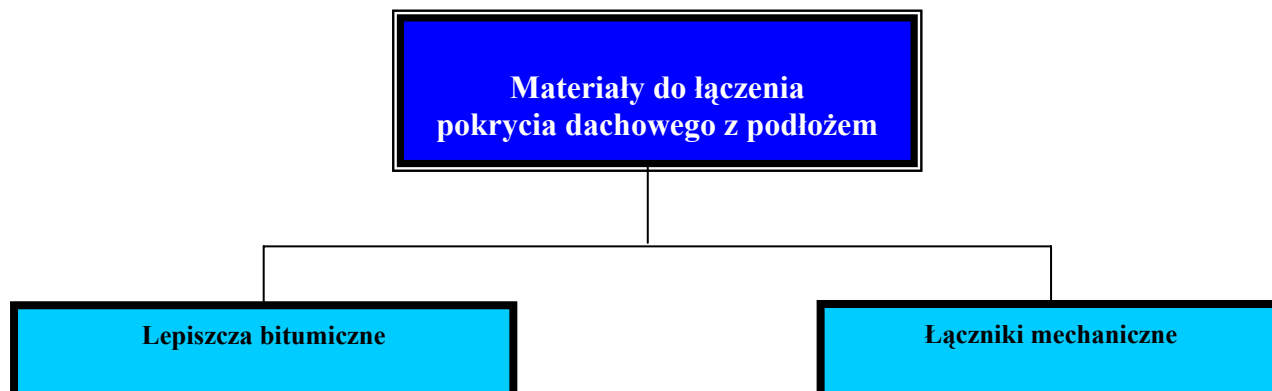 Materiały do łączenia
pokrycia dachowego z podłożem
Lepiszcza bitumiczne
Łączniki mechaniczne